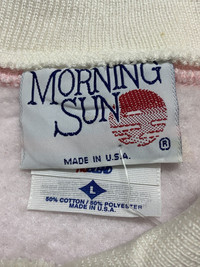 MORNING
SUN
®
MADE IN U.S.A.
L
50% COTTON / 50% POLYESTER
MADE IN U.S.A.